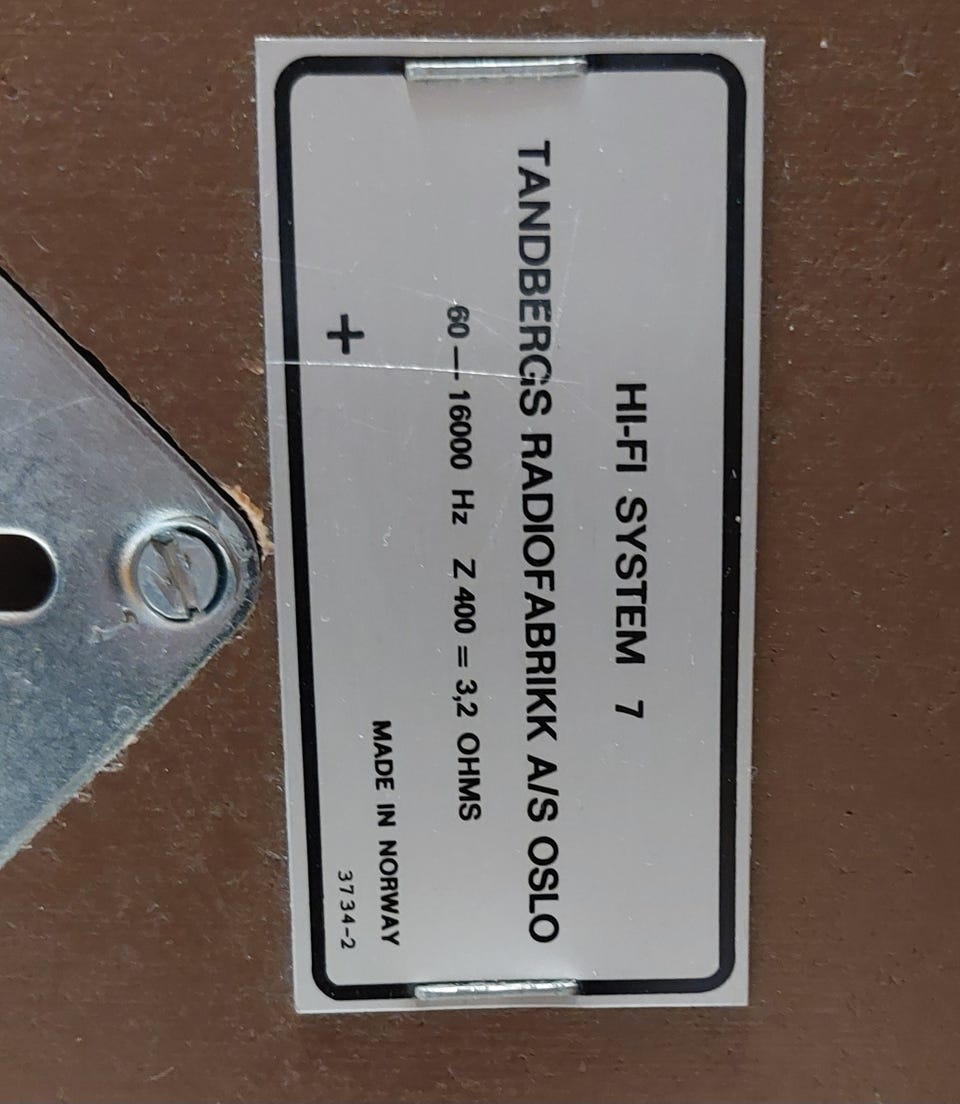 HI-FI SYSTEM 7
TANDBERGS RADIOFABRIKK A/S OSLO
60 — 16000 Hz Z 400 = 3,2 OHMS
MADE IN NORWAY
+
3734-2